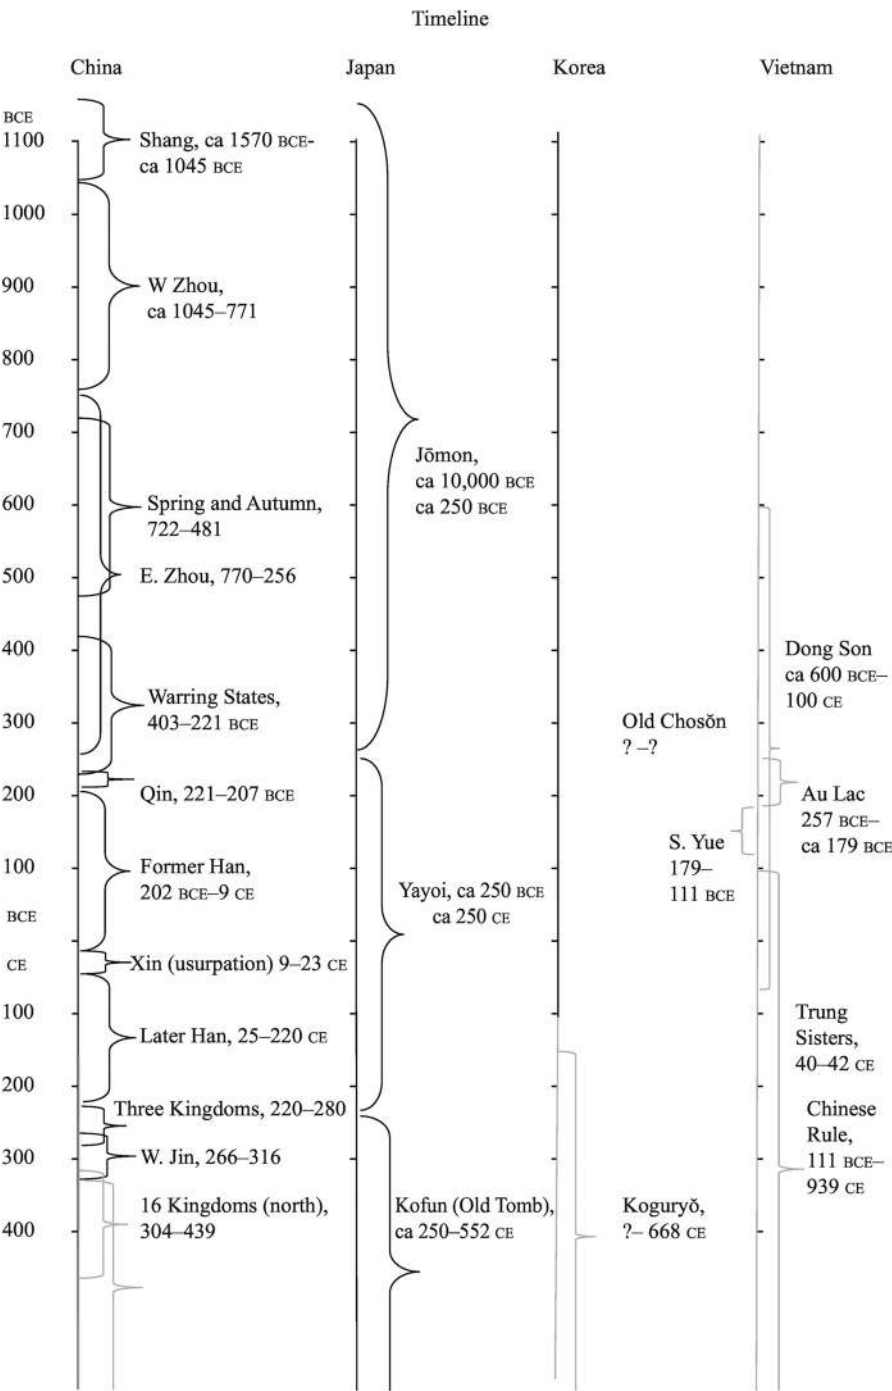 Timeline
China
Japan
Korea
Vietnam
BCE
1100
1000
900
800
700
600
500
400
300
200
100
BCE
CE
100
200
300
400
Shang, ca 1570 BCE-
ca 1045 BCE
W Zhou,
ca 1045–771
Spring and Autumn,
722–481
E. Zhou, 770–256
Warring States,
403–221 BCE
Qin, 221–207 BCE
Former Han,
202 BCE–9 CE
Xin (usurpation) 9–23 CE
Later Han, 25–220 CE
Three Kingdoms, 220–280
W. Jin, 266–316
16 Kingdoms (north),
304–439
Jōmon,
ca 10,000 BCE
ca 250 BCE
Yayoi, ca 250 BCE
ca 250 CE
Kofun (Old Tomb),
ca 250–552 CE
Old Chosŏn
? –?
Koguryŏ,
?– 668 CE
S. Yue
179–
111 BCE
Dong Son
ca 600 BCE–
100 CE
Au Lac
257 BCE–
ca 179 BCE
Trung
Sisters,
40–42 CE
Chinese
Rule,
111 BCE–
939 CE